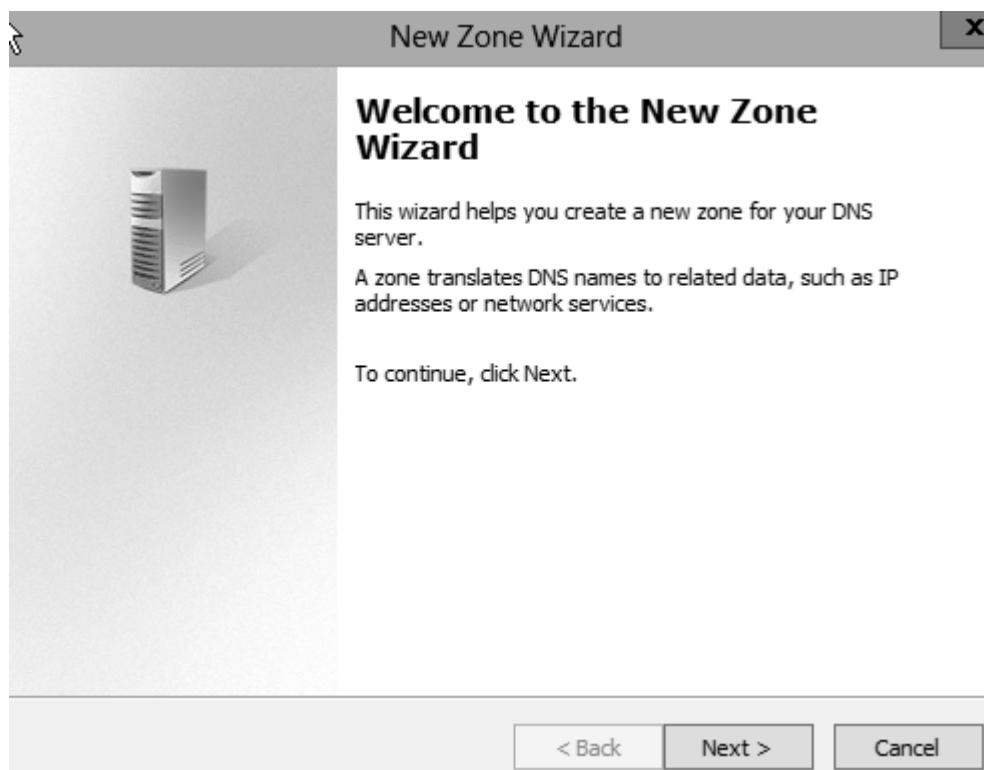 New Zone Wizard
x
Welcome to the New Zone
Wizard
This wizard helps you create a new zone for your DNS
server.
A zone translates DNS names to related data, such as IP
addresses or network services.
To continue, click Next.
< Back
Next >
Cancel